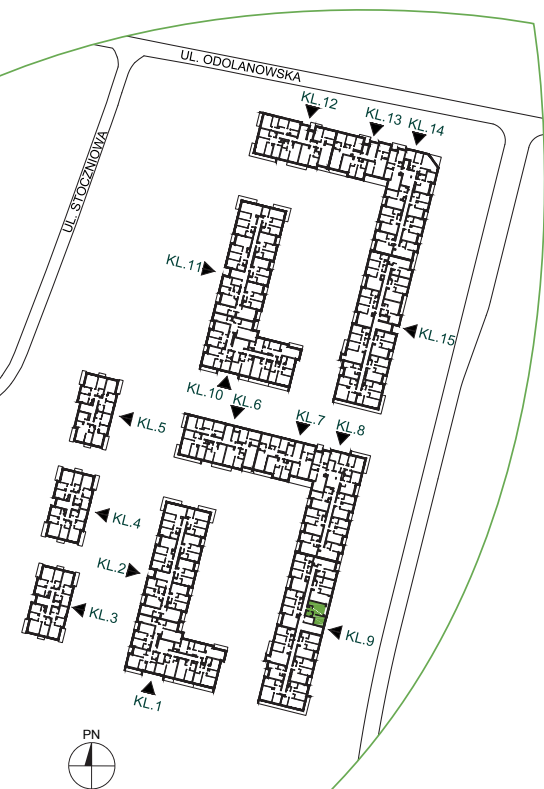 UL. ODOLANOWSKA
UL. STOCZNIOWA
KL.12
KL.13
KL.14
KL.11
KL.15
KL.10
KL.6
KL.7
KL.8
KL.5
KL.4
KL.2
KL.3
KL.9
KL.1
PN